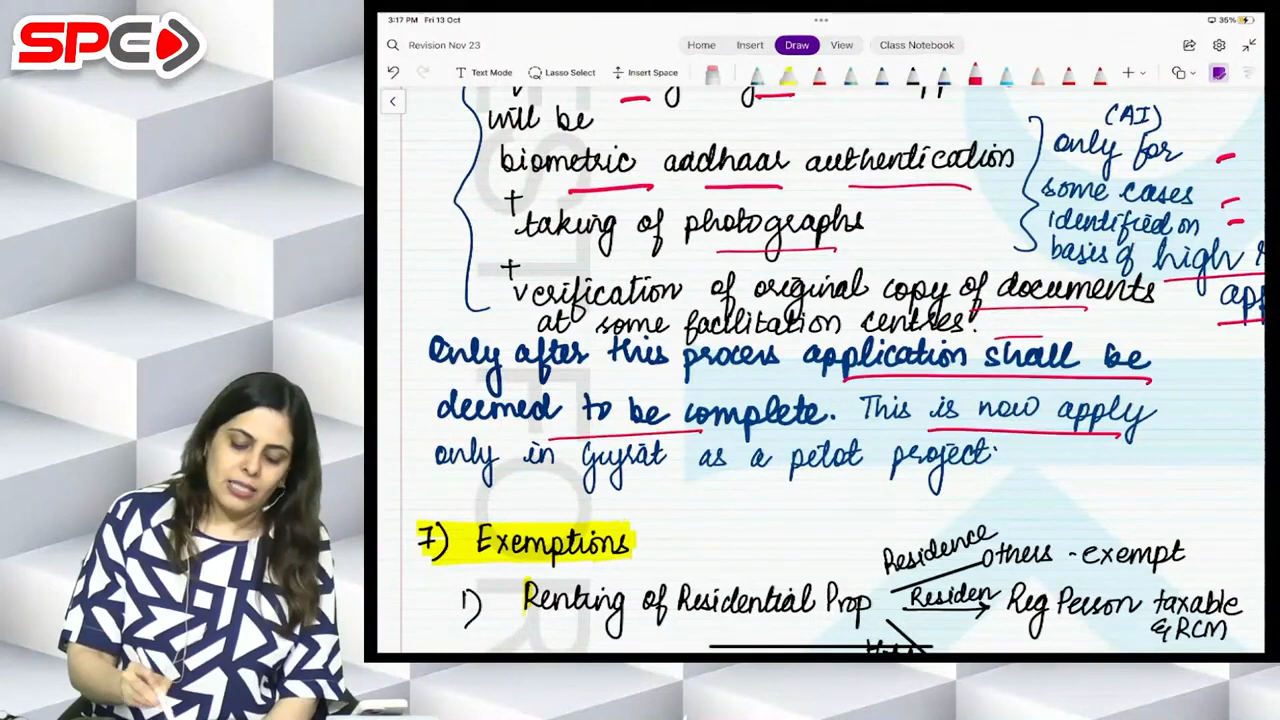 SPC
3:17 PM Fri 13 Oct
35%
Revision Nov 23
Home Insert Draw View Class Notebook
Text Mode Lasso Select Insert Space
will be
biometric aadhaar authentication
+
taking of photographs
+
verification of original copy of documents
at some facilitation centres.
(AI)
only for
some cases
identified on
basis of high
Only after this process application shall be
deemed to be complete. This is now apply
only in Gujrat as a pilot project.
7) Exemptions
1) Renting of Residential Prop
Residence Others - exempt
Residen Reg Person taxable
& RCM
EST FOR